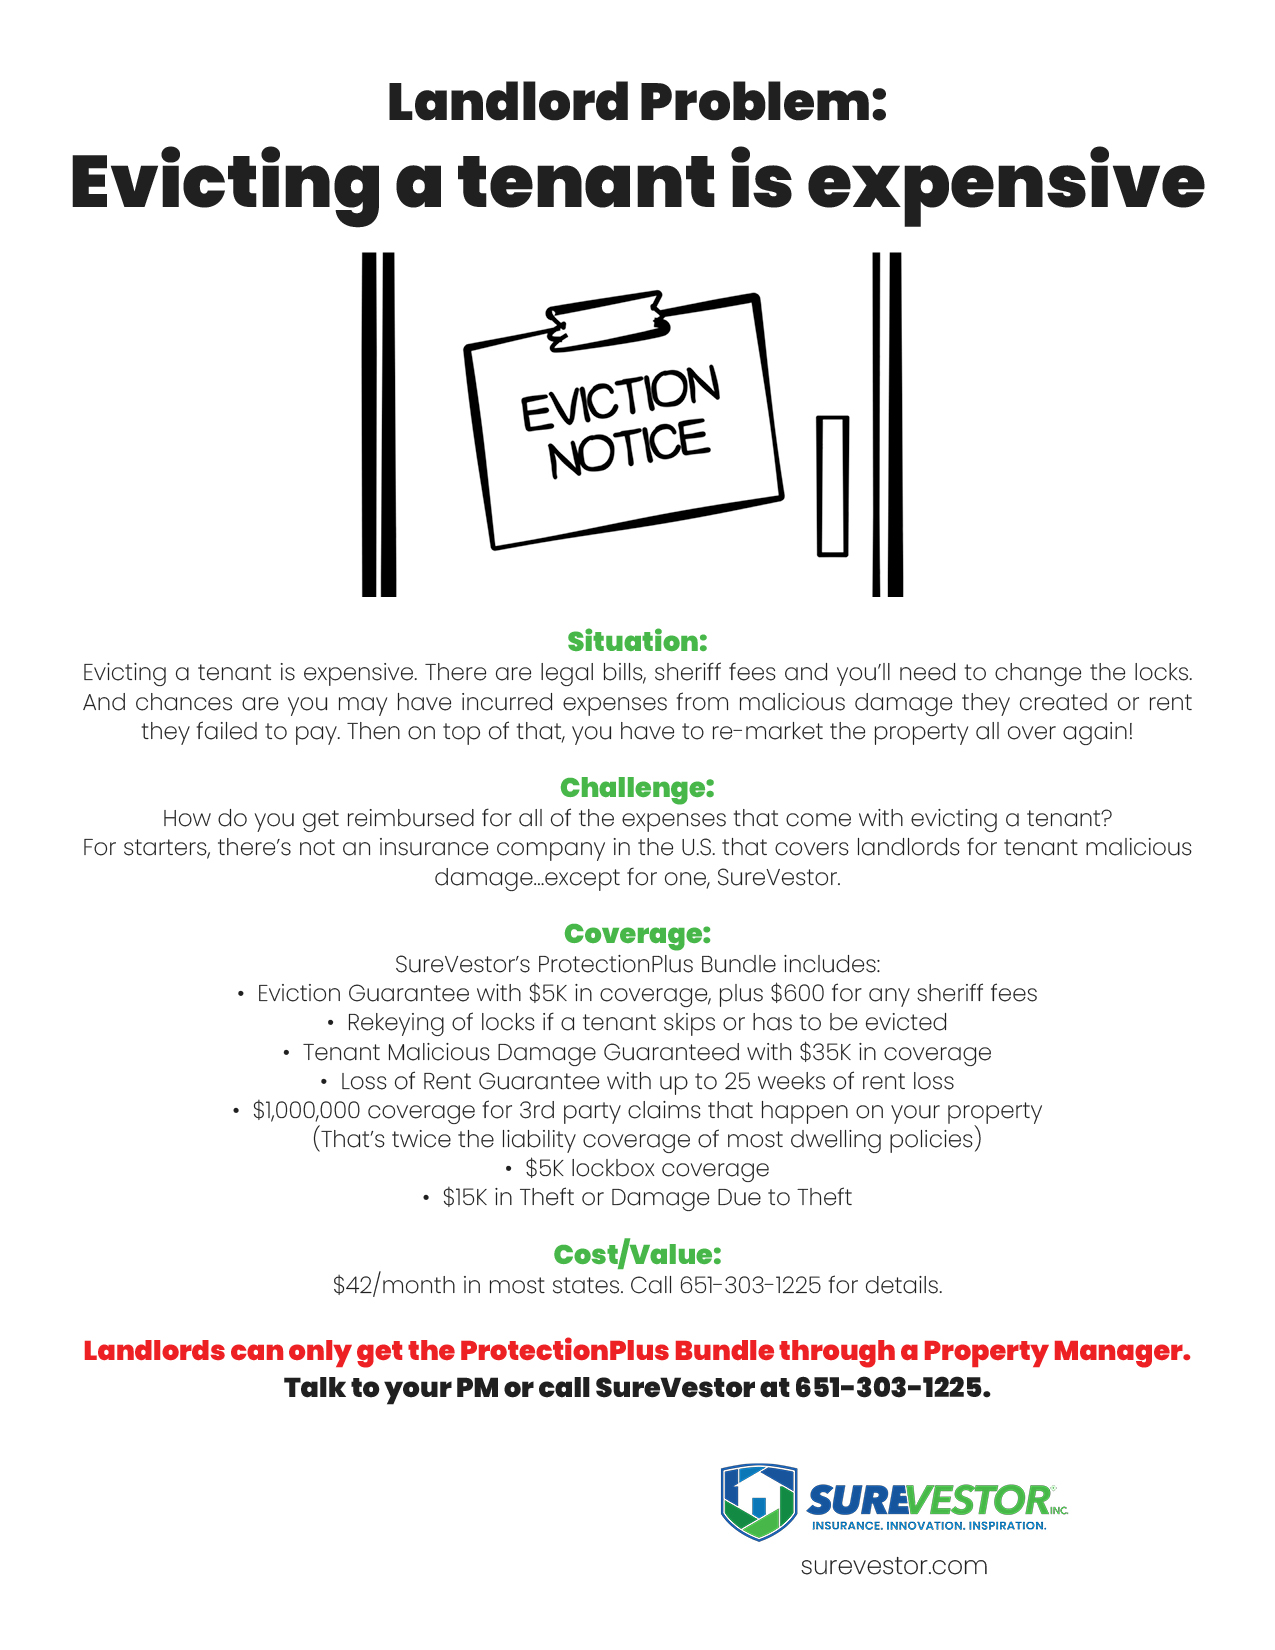 Landlord Problem:
Evicting a tenant is expensive
EVICTION
NOTICE
Situation:
Evicting a tenant is expensive. There are legal bills, sheriff fees and you’ll need to change the locks.
And chances are you may have incurred expenses from malicious damage they created or rent
they failed to pay. Then on top of that, you have to re-market the property all over again!
Challenge:
How do you get reimbursed for all of the expenses that come with evicting a tenant?
For starters, there’s not an insurance company in the U.S. that covers landlords for tenant malicious
damage...except for one, SureVestor.
Coverage:
SureVestor’s ProtectionPlus Bundle includes:
• Eviction Guarantee with $5K in coverage, plus $600 for any sheriff fees
• Rekeying of locks if a tenant skips or has to be evicted
• Tenant Malicious Damage Guaranteed with $35K in coverage
• Loss of Rent Guarantee with up to 25 weeks of rent loss
• $1,000,000 coverage for 3rd party claims that happen on your property
(That’s twice the liability coverage of most dwelling policies)
• $5K lockbox coverage
• $15K in Theft or Damage Due to Theft
Cost/Value:
$42/month in most states. Call 651-303-1225 for details.
Landlords can only get the ProtectionPlus Bundle through a Property Manager.
Talk to your PM or call SureVestor at 651-303-1225.
SUREVESTOR® INC.
INSURANCE. INNOVATION. INSPIRATION.
surevestor.com